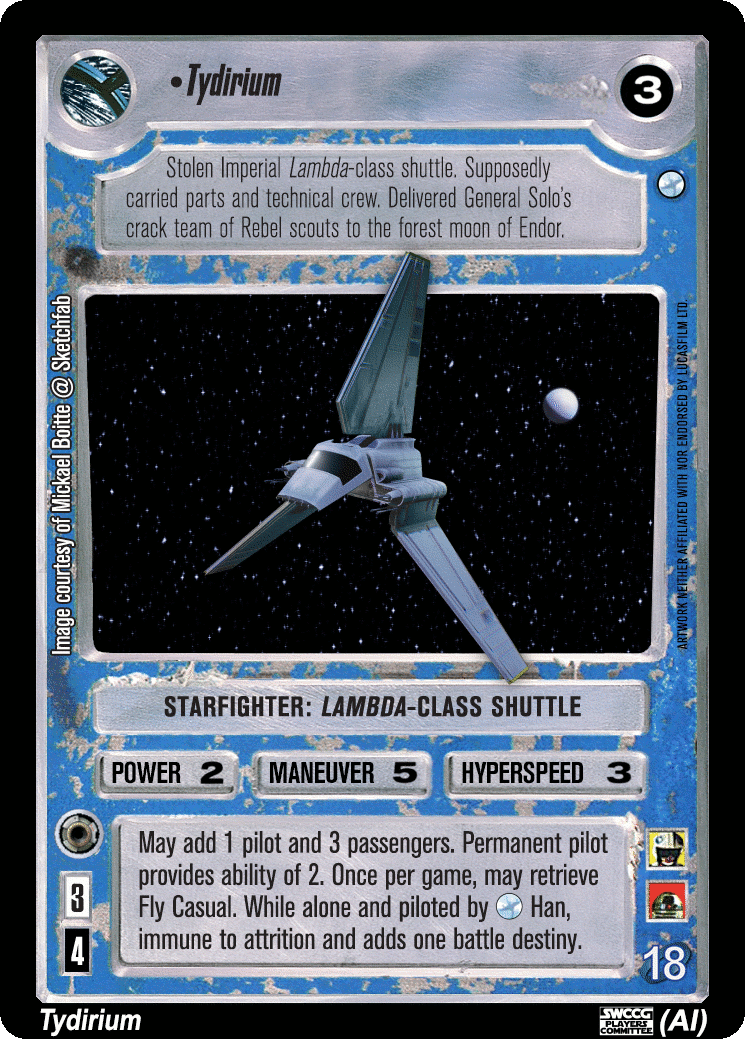 •Tydirium
3
Stolen Imperial Lambda-class shuttle. Supposedly
carried parts and technical crew. Delivered General Solo's
crack team of Rebel scouts to the forest moon of Endor.
Image courtesy of Mickael Boitte @ Sketchfab
ARTWORK NEITHER AFFILIATED WITH NOR ENDORSED BY LUCASFILM LTD.
STARFIGHTER: LAMBDA-CLASS SHUTTLE
POWER 2 MANEUVER 5 HYPERSPEED 3
May add 1 pilot and 3 passengers. Permanent pilot
provides ability of 2. Once per game, may retrieve
Fly Casual. While alone and piloted by Han,
immune to attrition and adds one battle destiny.
3
4
18
Tydirium
SWCCG
PLAYERS
COMMITTEE
(AI)